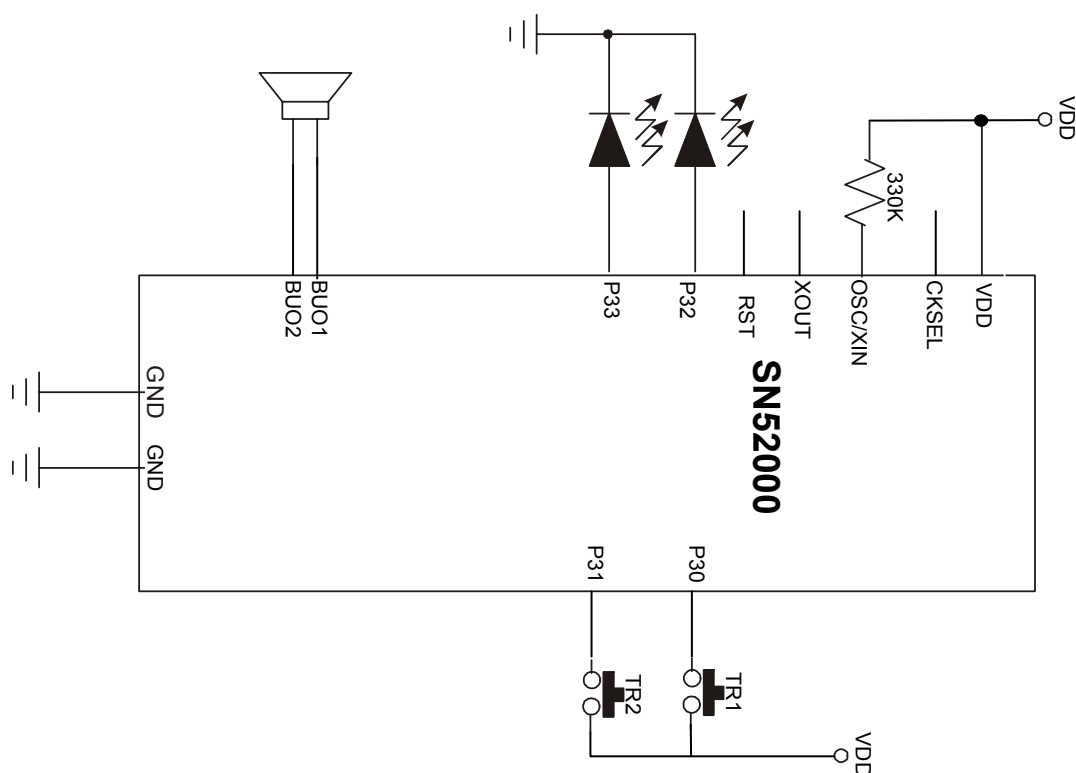 VDD
330K
P33
P32
RST
XOUT
OSC/XIN
CKSEL
VDD
BUO2
BUO1
SN52000
GND
GND
P31
P30
TR2
TR1
VDD